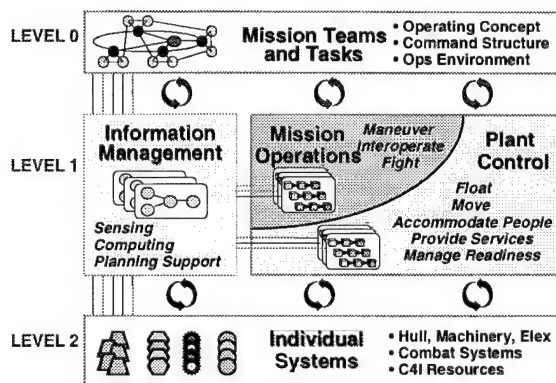 LEVEL 0
Mission Teams
and Tasks
• Operating Concept
• Command Structure
• Ops Environment
LEVEL 1
Information
Management
Sensing
Computing
Planning Support
Mission
Operations
Maneuver
Interoperate
Fight
Plant
Control
Float
Move
Accommodate People
Provide Services
Manage Readiness
LEVEL 2
Individual
Systems
• Hull, Machinery, Elex
• Combat Systems
• C4I Resources